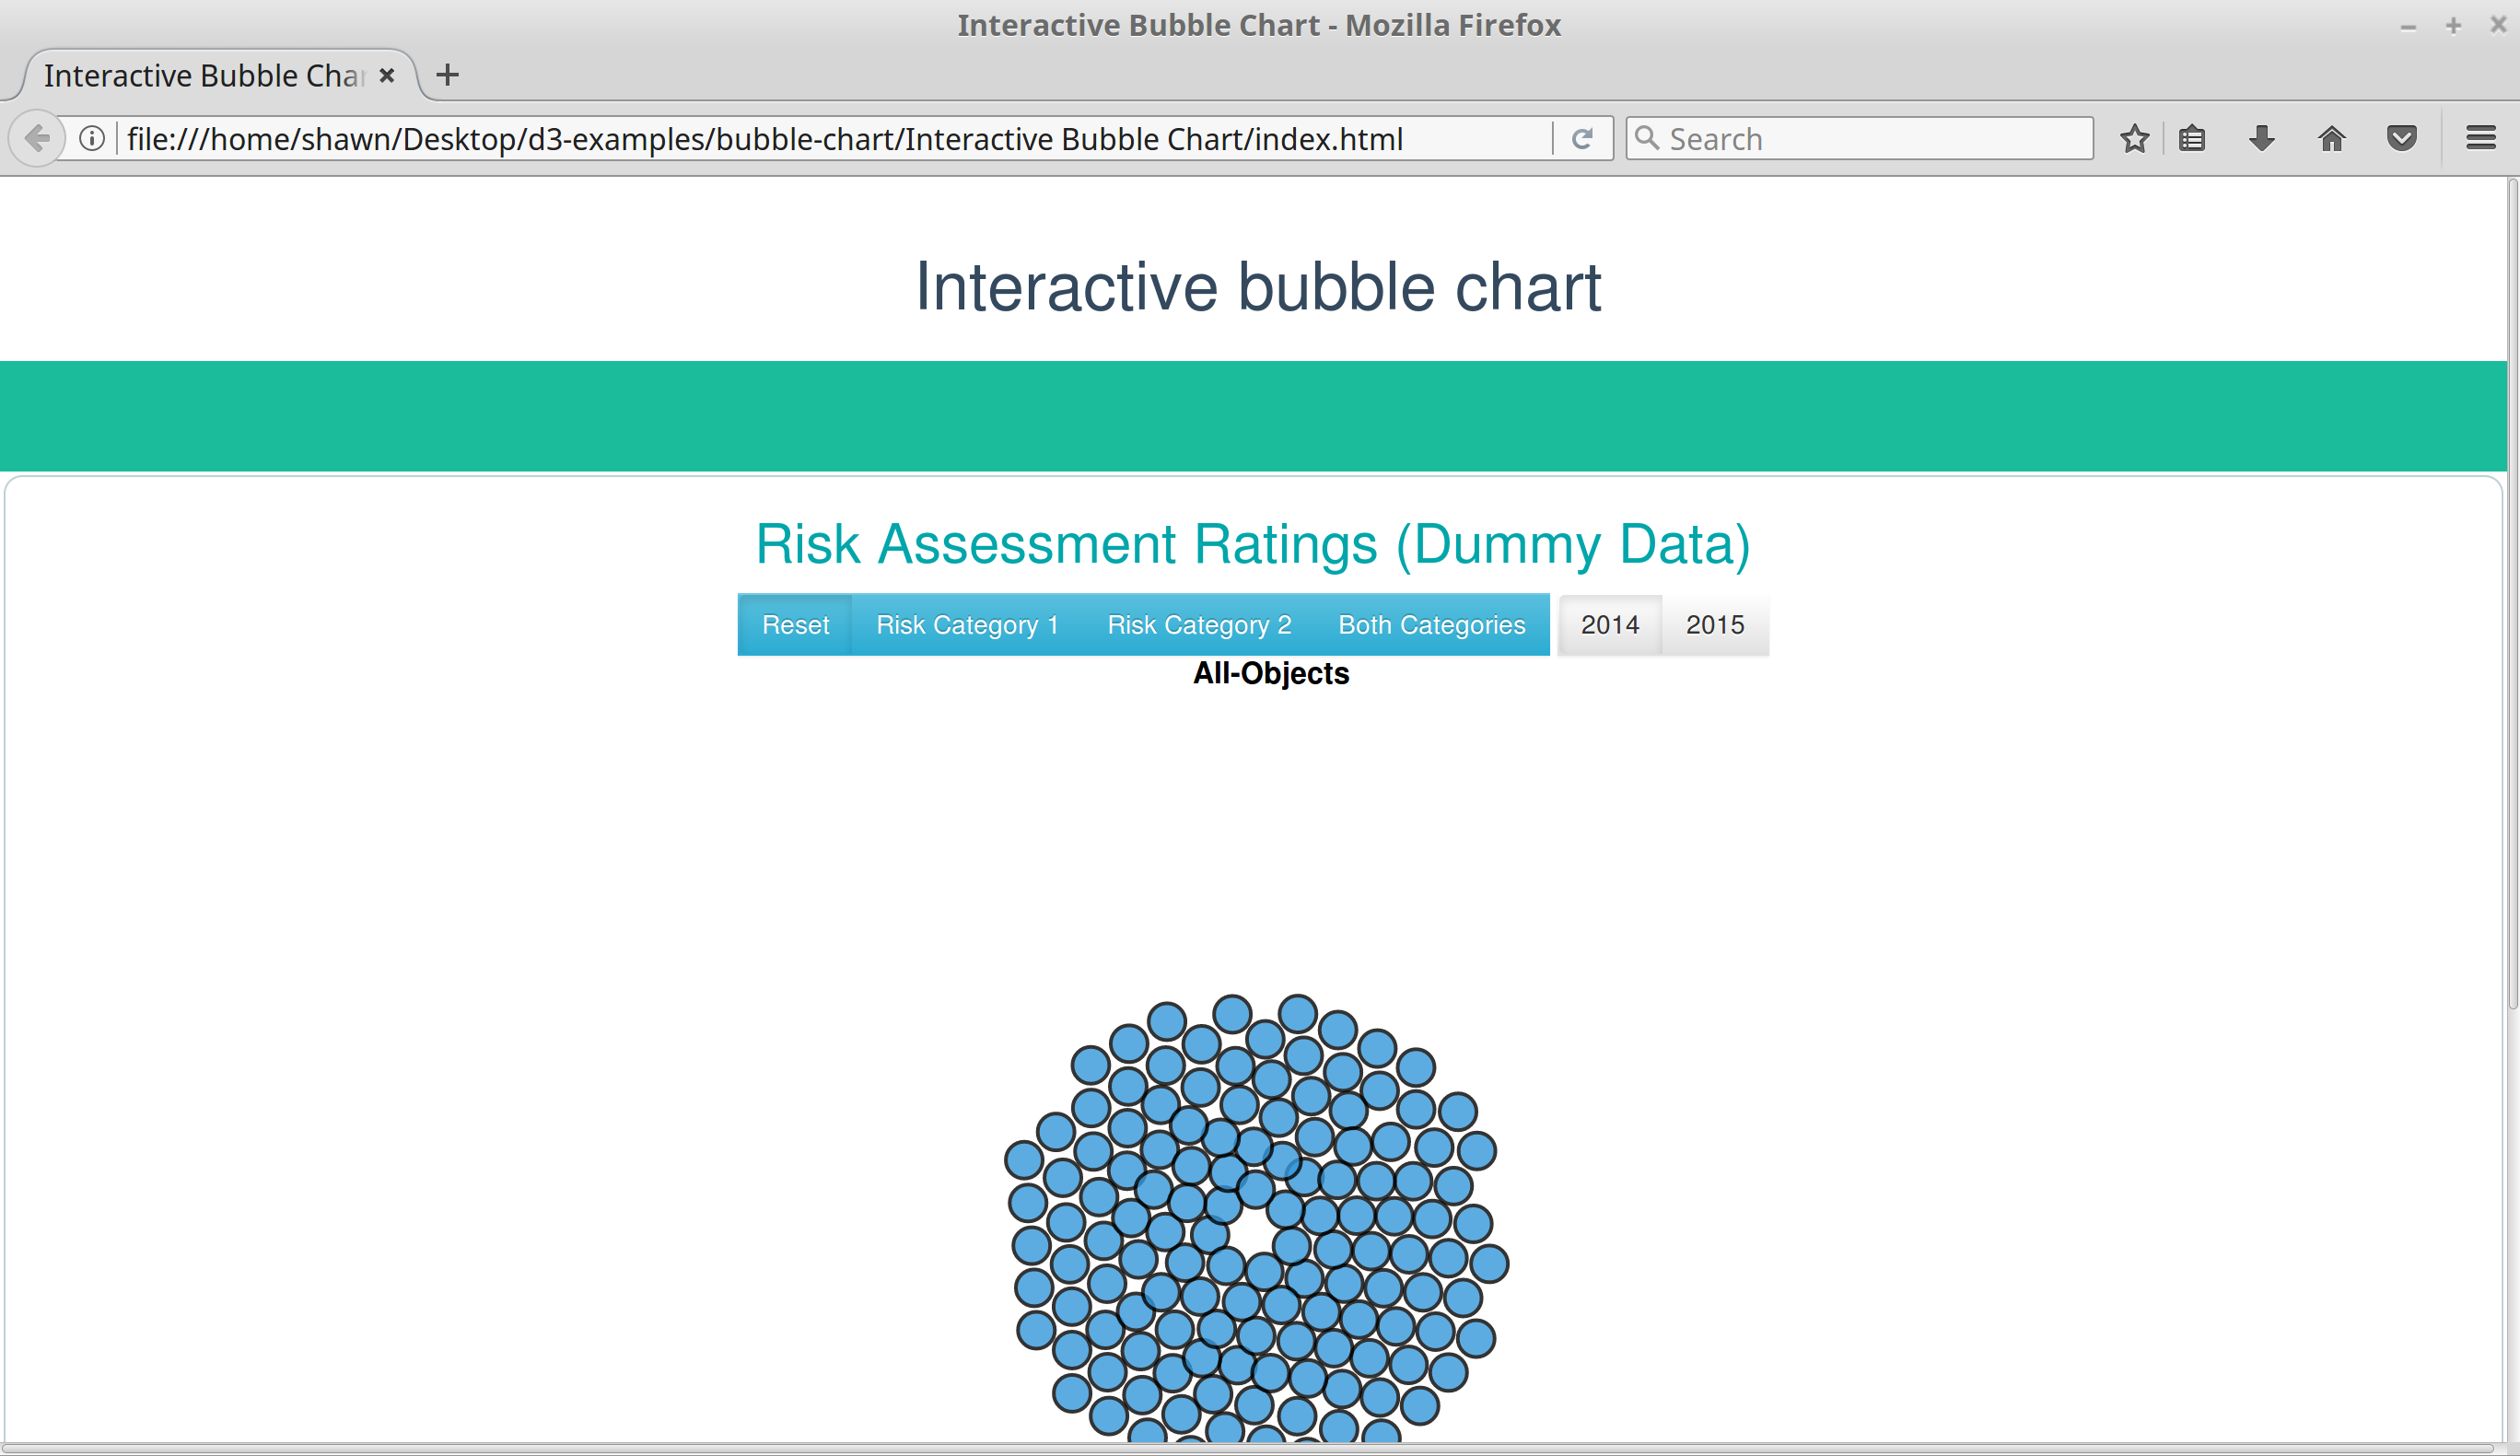 Interactive Bubble Chart - Mozilla Firefox
Interactive Bubble Char
file:///home/shawn/Desktop/d3-examples/bubble-chart/Interactive Bubble Chart/index.html
Search
Interactive bubble chart
Risk Assessment Ratings (Dummy Data)
Reset Risk Category 1 Risk Category 2 Both Categories 2014 2015
All-Objects